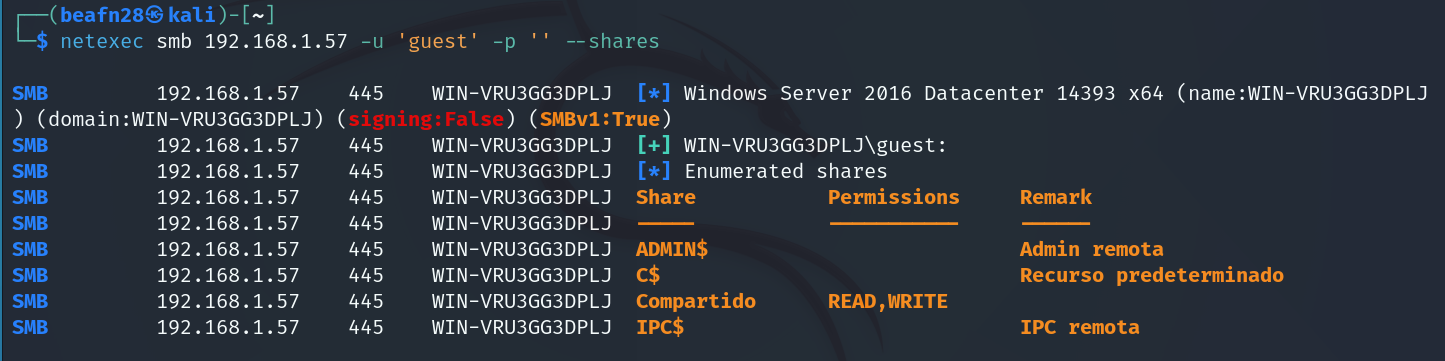 ┌──(beafn28㉿kali)-[~]
└─$ netexec smb 192.168.1.57 -u 'guest' -p '' --shares
SMB         192.168.1.57    445    WIN-VRU3GG3DPLJ  [*] Windows Server 2016 Datacenter 14393 x64 (name:WIN-VRU3GG3DPLJ
) (domain:WIN-VRU3GG3DPLJ) (signing:False) (SMBv1:True)
SMB         192.168.1.57    445    WIN-VRU3GG3DPLJ  [+] WIN-VRU3GG3DPLJ\guest:
SMB         192.168.1.57    445    WIN-VRU3GG3DPLJ  [*] Enumerated shares
SMB         192.168.1.57    445    WIN-VRU3GG3DPLJ  Share           Permissions     Remark
SMB         192.168.1.57    445    WIN-VRU3GG3DPLJ  -----           -----------     ------
SMB         192.168.1.57    445    WIN-VRU3GG3DPLJ  ADMIN$                          Admin remota
SMB         192.168.1.57    445    WIN-VRU3GG3DPLJ  C$                              Recurso predeterminado
SMB         192.168.1.57    445    WIN-VRU3GG3DPLJ  Compartido      READ,WRITE
SMB         192.168.1.57    445    WIN-VRU3GG3DPLJ  IPC$                            IPC remota